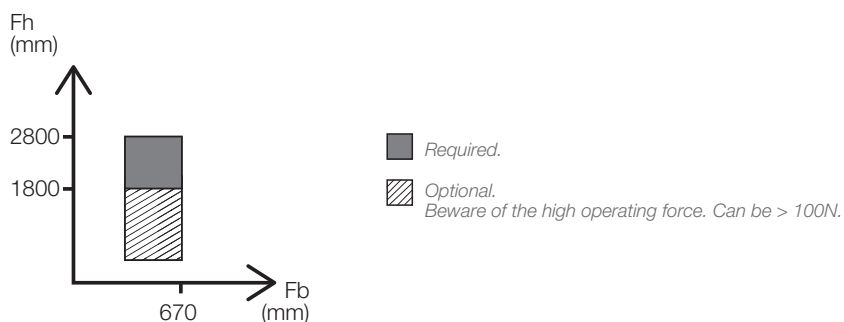 Fh
(mm)
2800
1800
670
Fb
(mm)
Required.
Optional.
Beware of the high operating force. Can be > 100N.